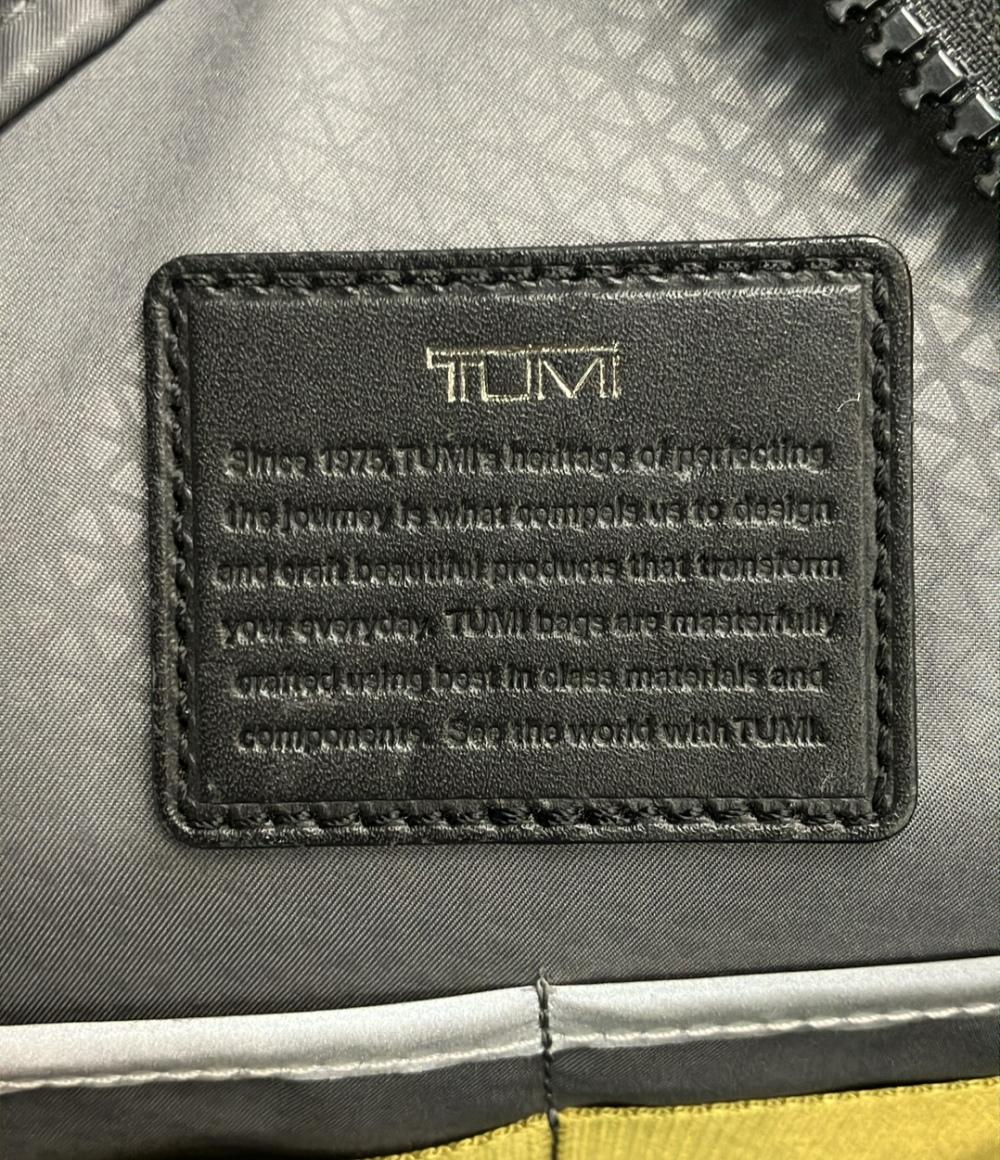 TUMI
Since 1975, TUMI's heritage of perfecting
the journey is what compels us to design
and craft beautiful products that transform
your everyday. TUMI bags are masterfully
crafted using best in class materials and
components. See the world with TUMI.